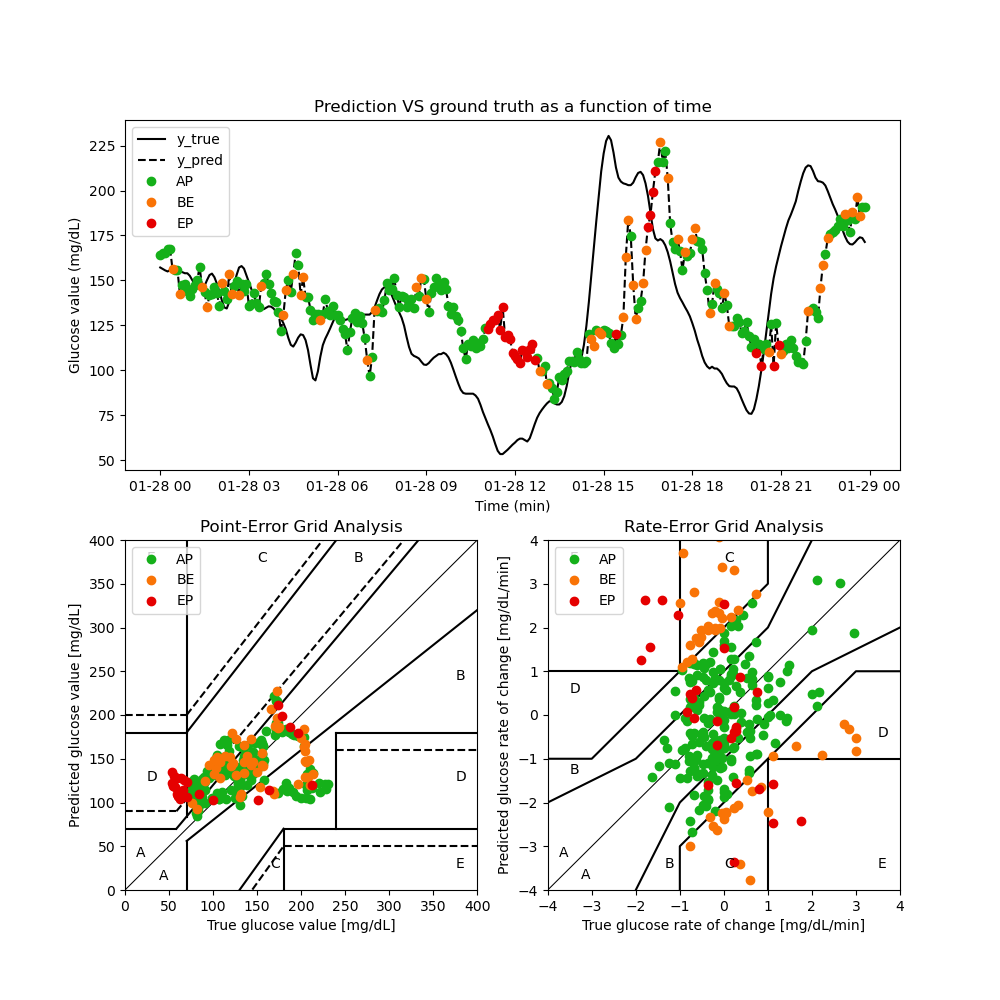 Prediction VS ground truth as a function of time
Glucose value (mg/dL)
225
200
175
150
125
100
75
50
y_true
y_pred
AP
BE
EP
01-28 00
01-28 03
01-28 06
01-28 09
01-28 12
01-28 15
01-28 18
01-28 21
01-29 00
Time (min)
Point-Error Grid Analysis
Predicted glucose value [mg/dL]
400
350
300
250
200
150
100
50
0
AP
BE
EP
C
B
B
D
D
A
A
C
E
0
50
100
150
200
250
300
350
400
True glucose value [mg/dL]
Rate-Error Grid Analysis
Predicted glucose rate of change [mg/dL/min]
4
3
2
1
0
−1
−2
−3
−4
AP
BE
EP
C
D
D
B
A
A
B
C
E
−4
−3
−2
−1
0
1
2
3
4
True glucose rate of change [mg/dL/min]